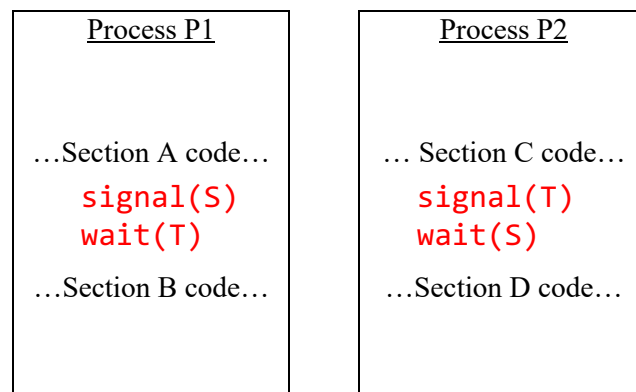 Process P1
…Section A code…
signal(S)
wait(T)
…Section B code…
Process P2
… Section C code…
signal(T)
wait(S)
…Section D code…